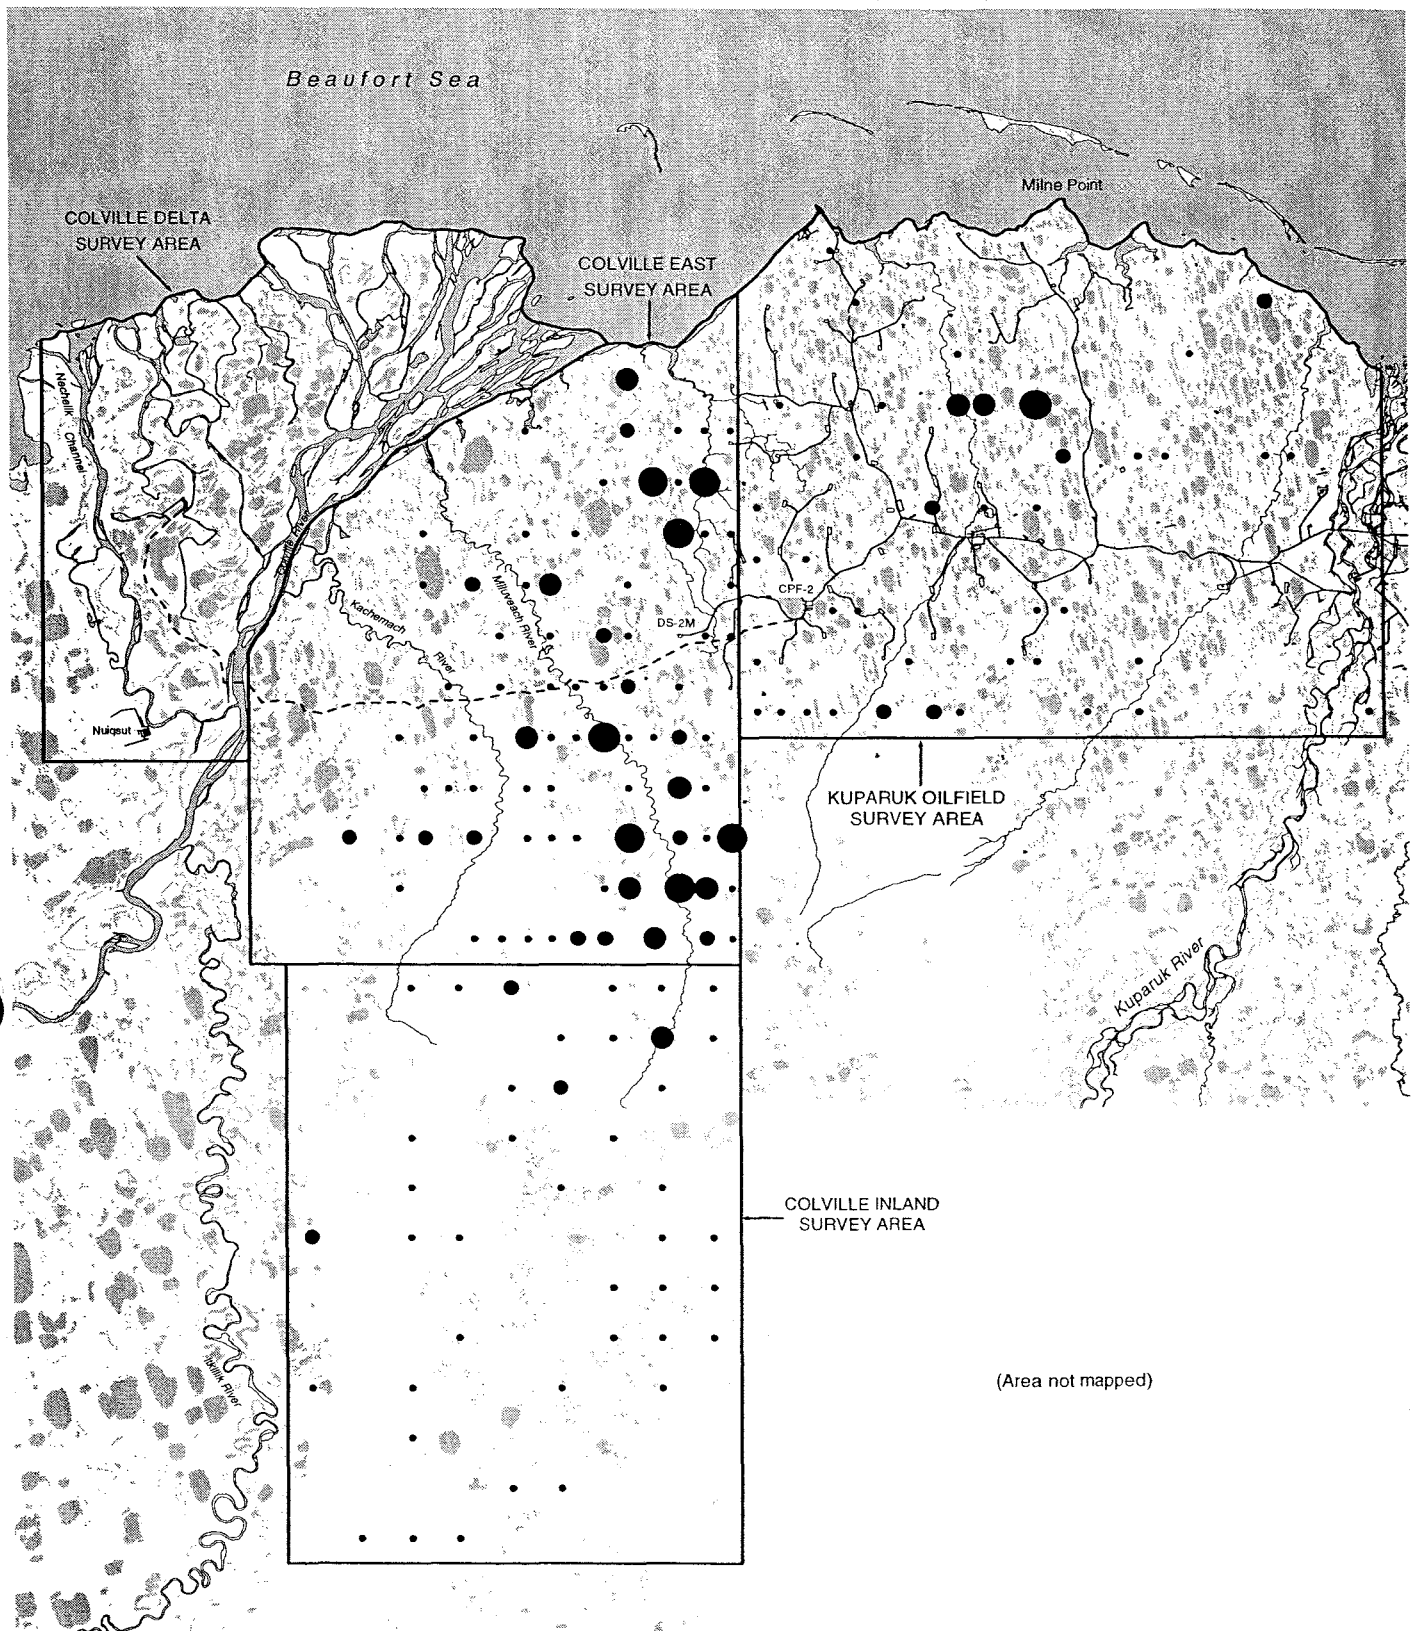 Beaufort Sea
Milne Point
COLVILLE DELTA
SURVEY AREA
COLVILLE EAST
SURVEY AREA
Nechelik Channel
Colville River
CPF-2
Kachemach
River
Miluveach River
DS-2M
Nuiqsut
KUPARUK OILFIELD
SURVEY AREA
Kuparuk River
COLVILLE INLAND
SURVEY AREA
Itkillik River
(Area not mapped)